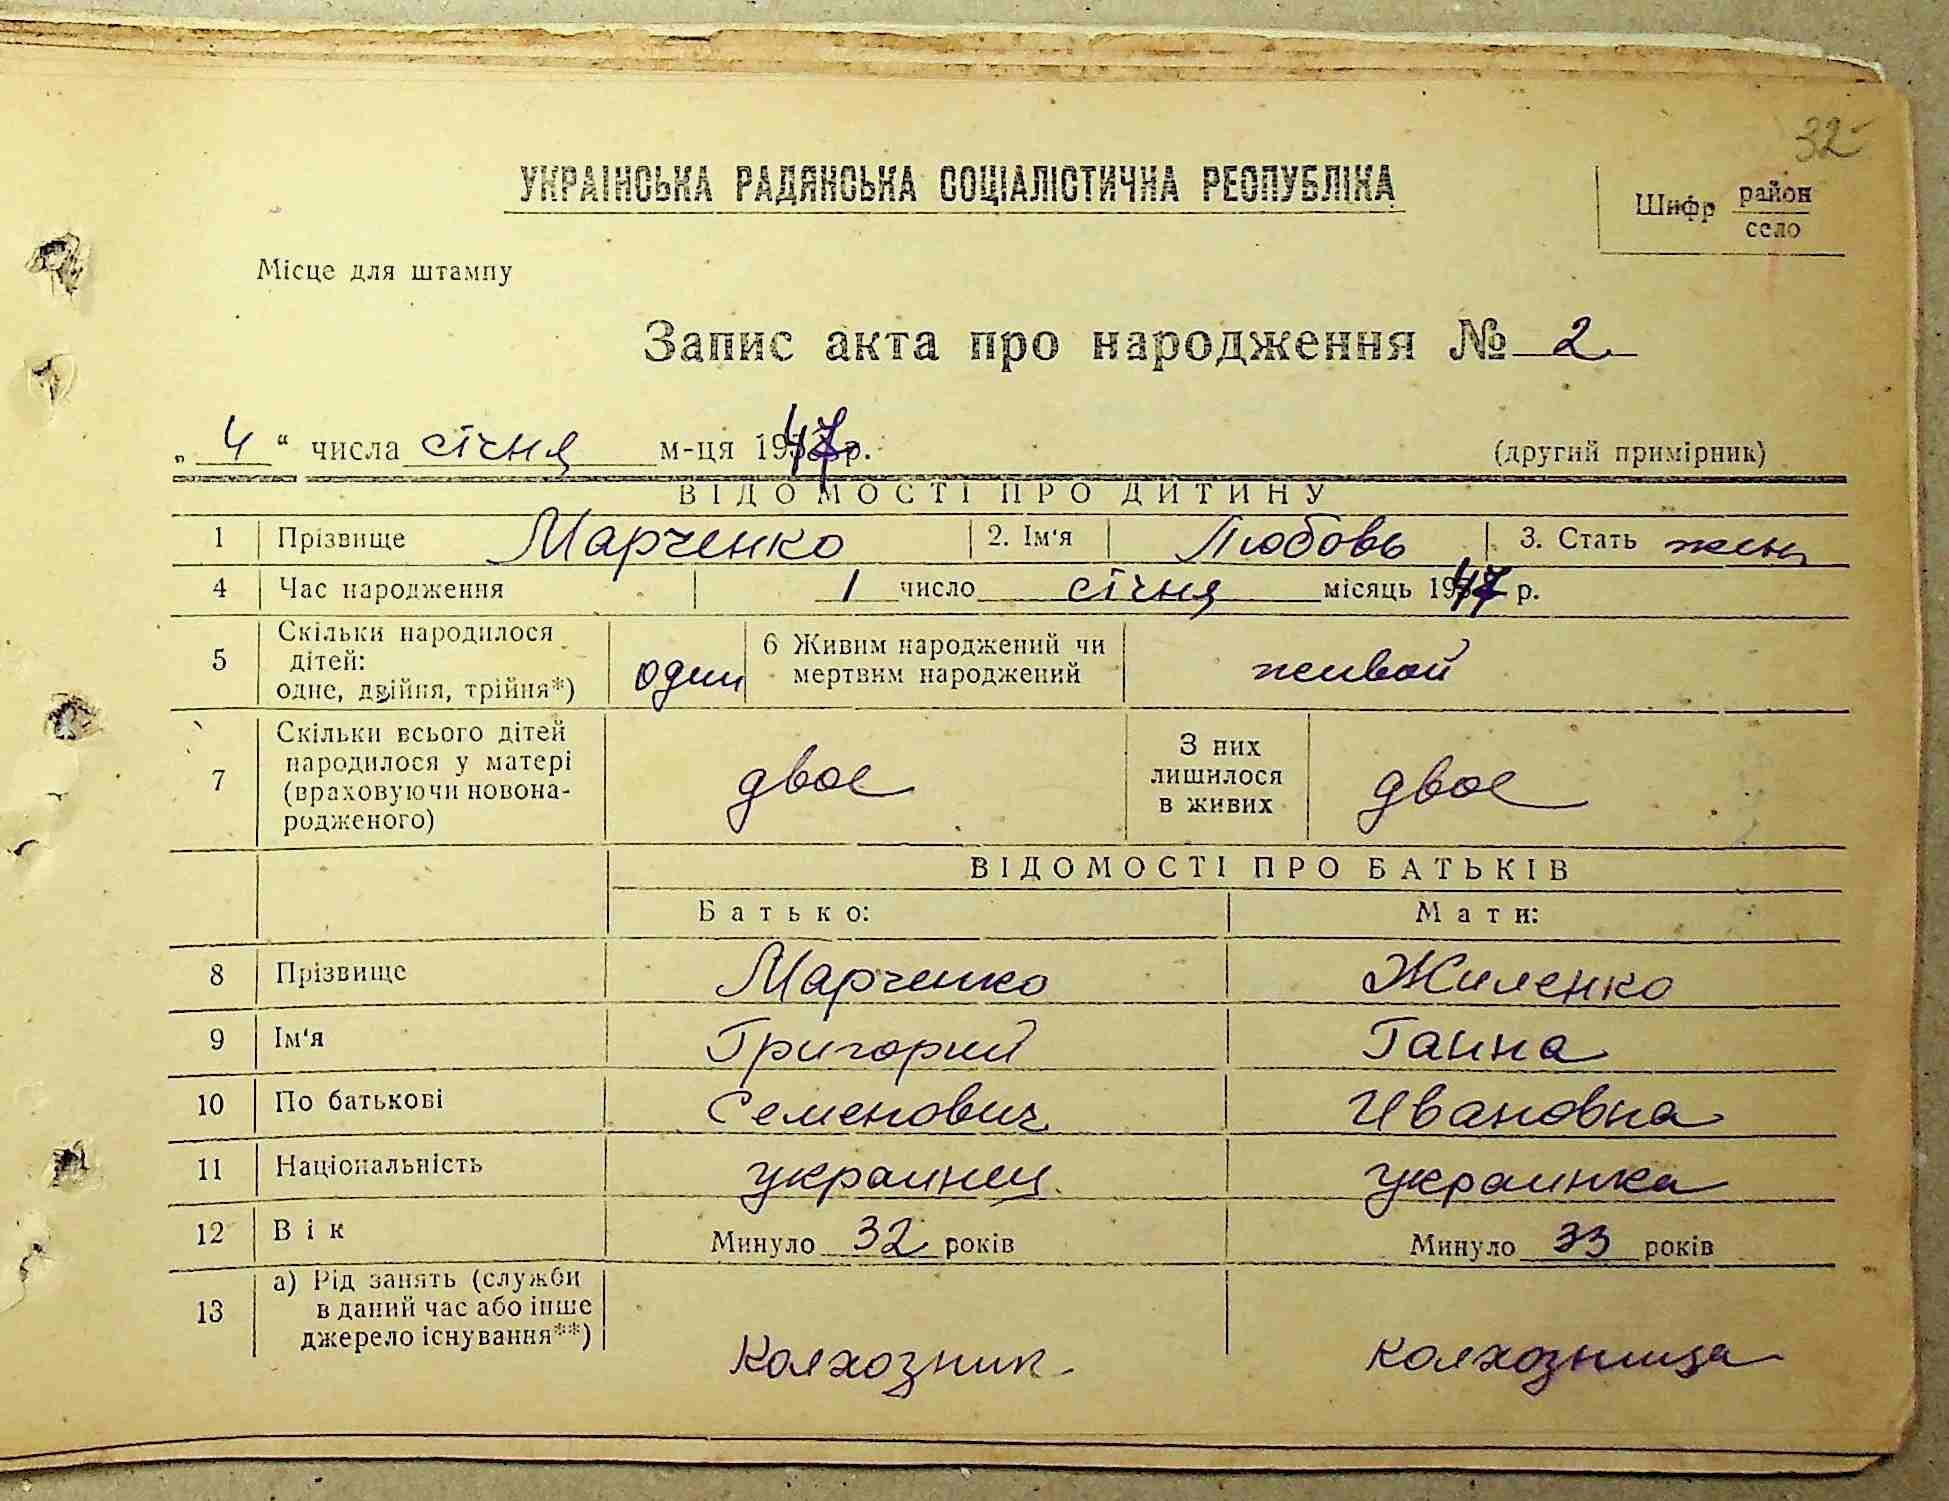 32
УКРАЇНСЬКА РАДЯНСЬКА СОЦІАЛІСТИЧНА РЕСПУБЛІКА
Шифр район
село
Місце для штампу
Запис акта про народження № 2
„ 4 “ числа січня м-ця 1947 р. (другий примірник)
ВІДОМОСТІ ПРО ДИТИНУ
1 Прізвище Марченко 2. Ім'я Любовь 3. Стать жен
4 Час народження 1 число січня місяць 1947 р.
5 Скільки народилося дітей: одне, двійня, трійня*) один 6 Живим народжений чи мертвим народжений живой
7 Скільки всього дітей народилося у матері (враховуючи новона-родженого) двое З них лишилося в живих двое
ВІДОМОСТІ ПРО БАТЬКІВ
Батько: Мати:
8 Прізвище Марченко Жиленко
9 Ім'я Григорий Ганна
10 По батькові Семенович Ивановна
11 Національність украинец украинка
12 Вік Минуло 32 років Минуло 33 років
13 а) Рід занять (служби в даний час або інше джерело існування**) Колхозник Колхозница